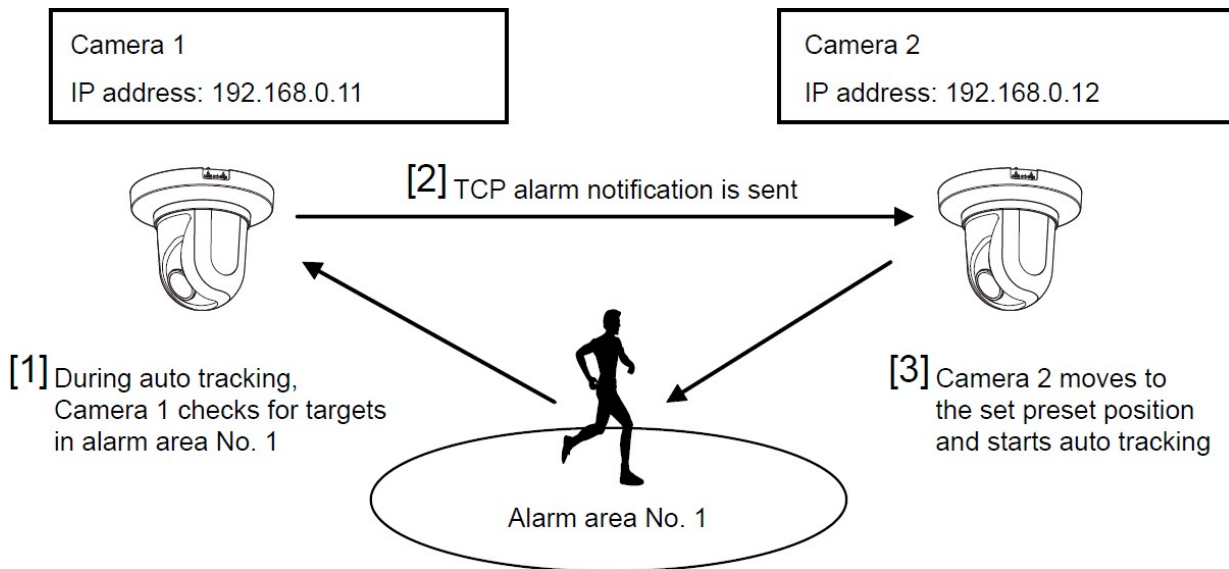 Camera 1
IP address: 192.168.0.11
Camera 2
IP address: 192.168.0.12
[2] TCP alarm notification is sent
[1] During auto tracking,
Camera 1 checks for targets
in alarm area No. 1
[3] Camera 2 moves to
the set preset position
and starts auto tracking
Alarm area No. 1